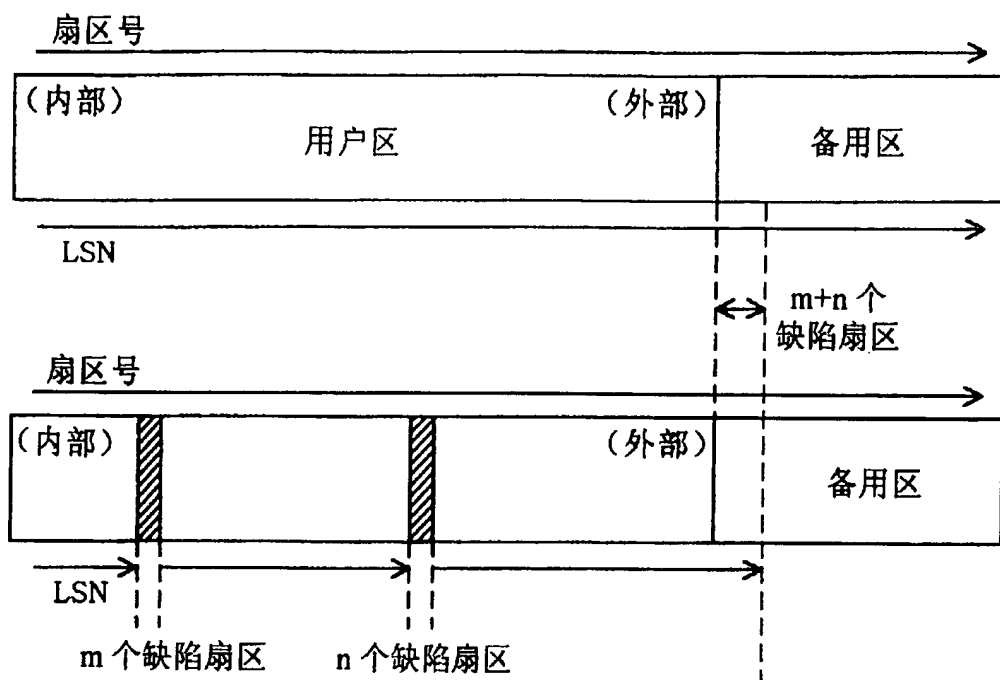 扇区号
（内部）
（外部）
用户区
备用区
LSN
m+n 个
缺陷扇区
扇区号
（内部）
（外部）
备用区
LSN
m 个缺陷扇区
n 个缺陷扇区